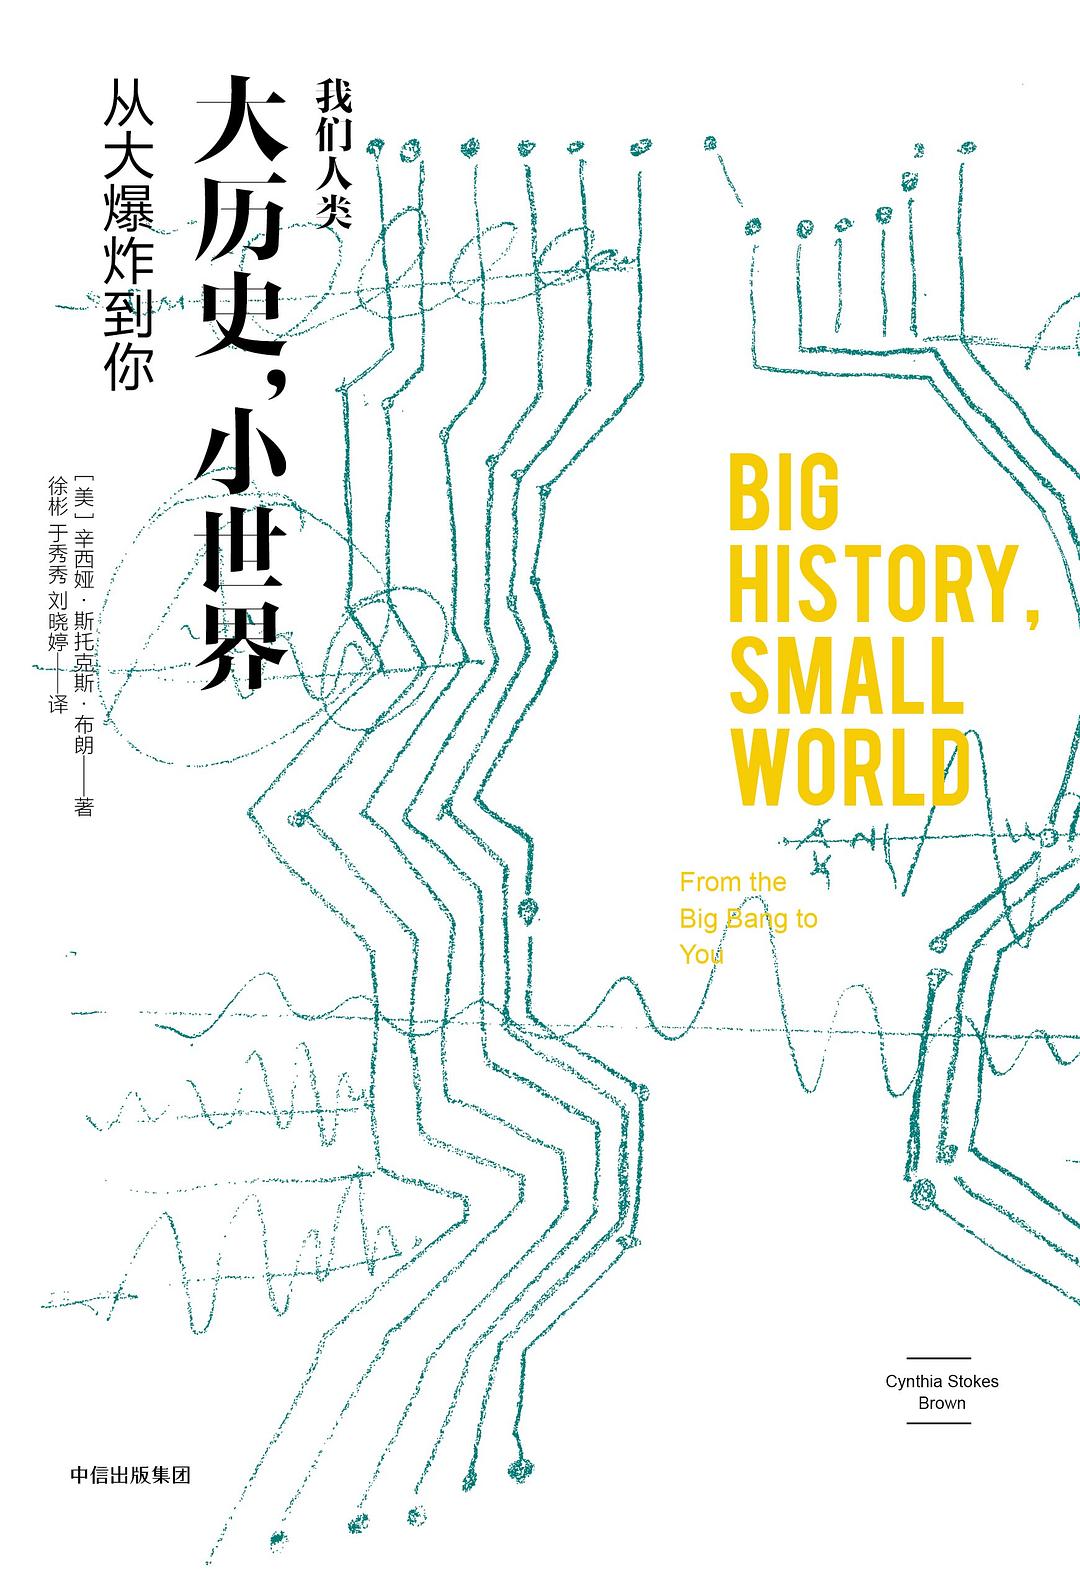 我们人类
大历史，小世界
从大爆炸到你
［美］辛西娅·斯托克斯·布朗——著
徐彬 于秀秀 刘晓婷——译
BIG
HISTORY,
SMALL
WORLD
From the
Big Bang to
You
Cynthia Stokes
Brown
中信出版集团